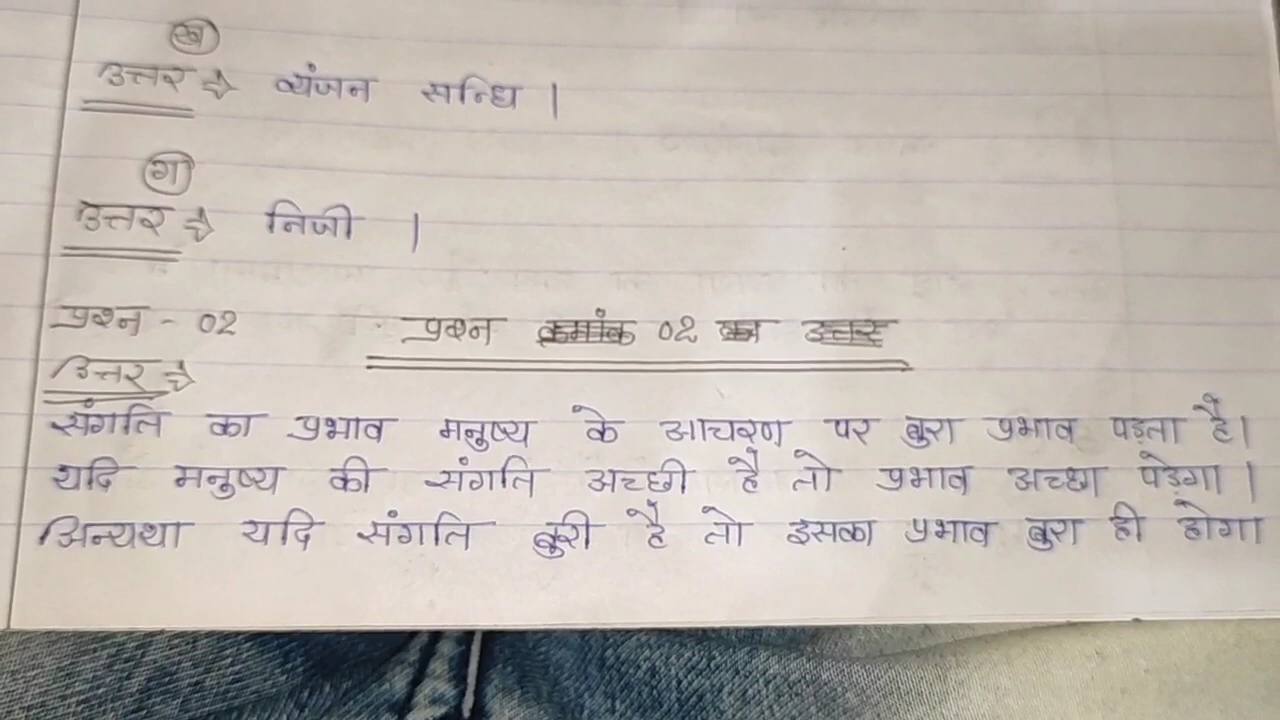 (ख)
उत्तर ⇒ व्यंजन सन्धि ।
(ग)
उत्तर ⇒ निजी ।
प्रश्न - 02 प्रश्न क्रमांक 02 का उत्तर
उत्तर ⇒
संगति का प्रभाव मनुष्य के आचरण पर बुरा प्रभाव पड़ता है।
यदि मनुष्य की संगति अच्छी है तो प्रभाव अच्छा पड़ेगा ।
अन्यथा यदि संगति बुरी है तो इसका प्रभाव बुरा ही होगा